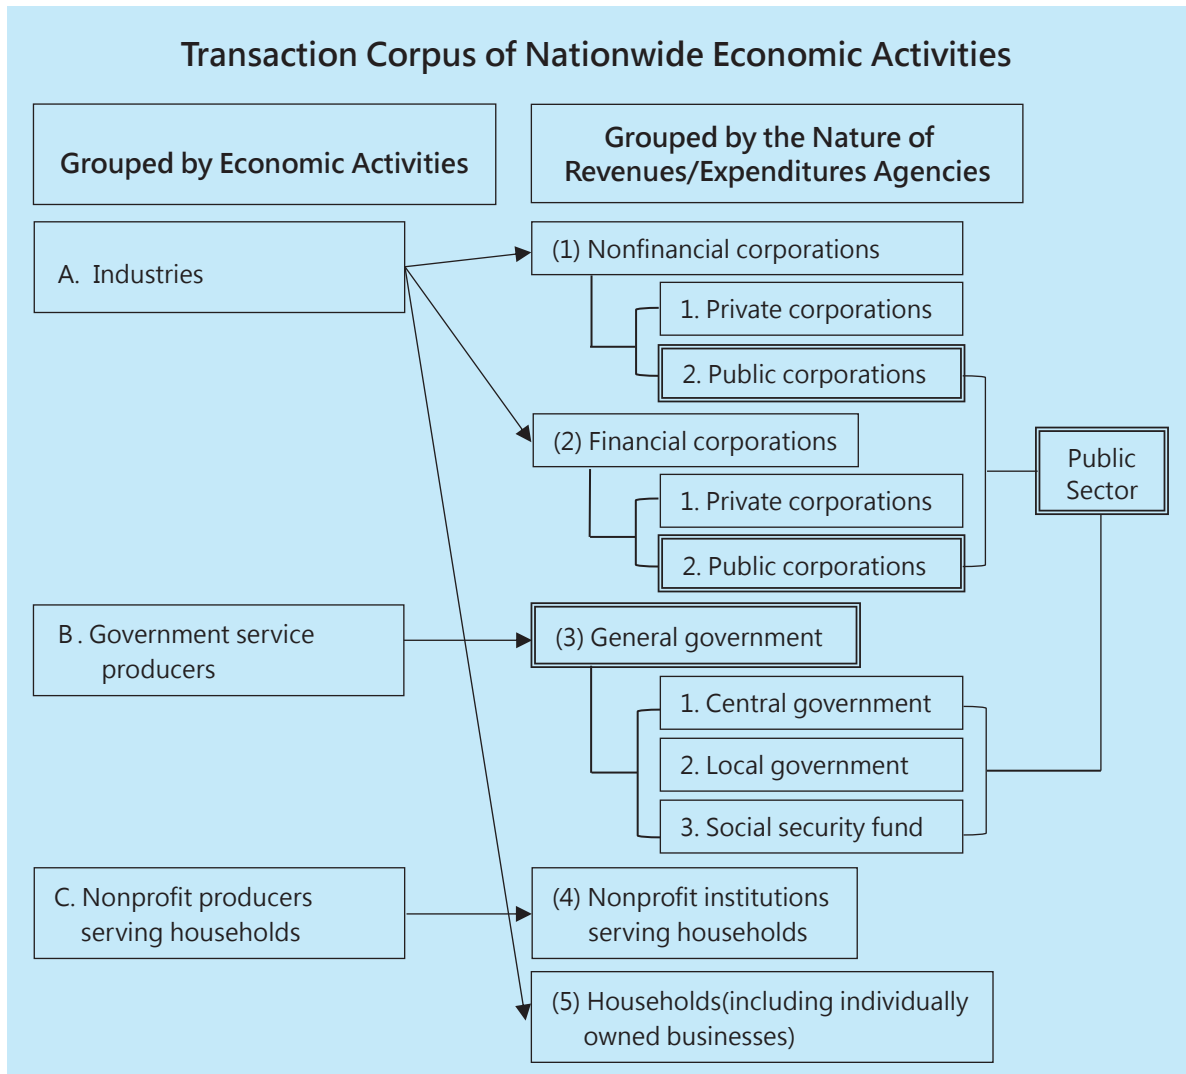 Transaction Corpus of Nationwide Economic Activities
Grouped by Economic Activities
Grouped by the Nature of
Revenues/Expenditures Agencies
A. Industries
(1) Nonfinancial corporations
1. Private corporations
2. Public corporations
(2) Financial corporations
1. Private corporations
2. Public corporations
Public
Sector
B. Government service
producers
(3) General government
1. Central government
2. Local government
3. Social security fund
C. Nonprofit producers
serving households
(4) Nonprofit institutions
serving households
(5) Households(including individually
owned businesses)